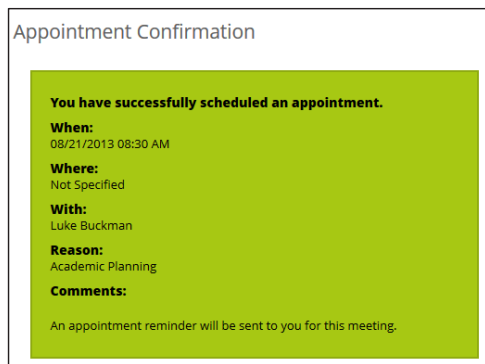 Appointment Confirmation
You have successfully scheduled an appointment.
When:
08/21/2013 08:30 AM
Where:
Not Specified
With:
Luke Buckman
Reason:
Academic Planning
Comments:
An appointment reminder will be sent to you for this meeting.